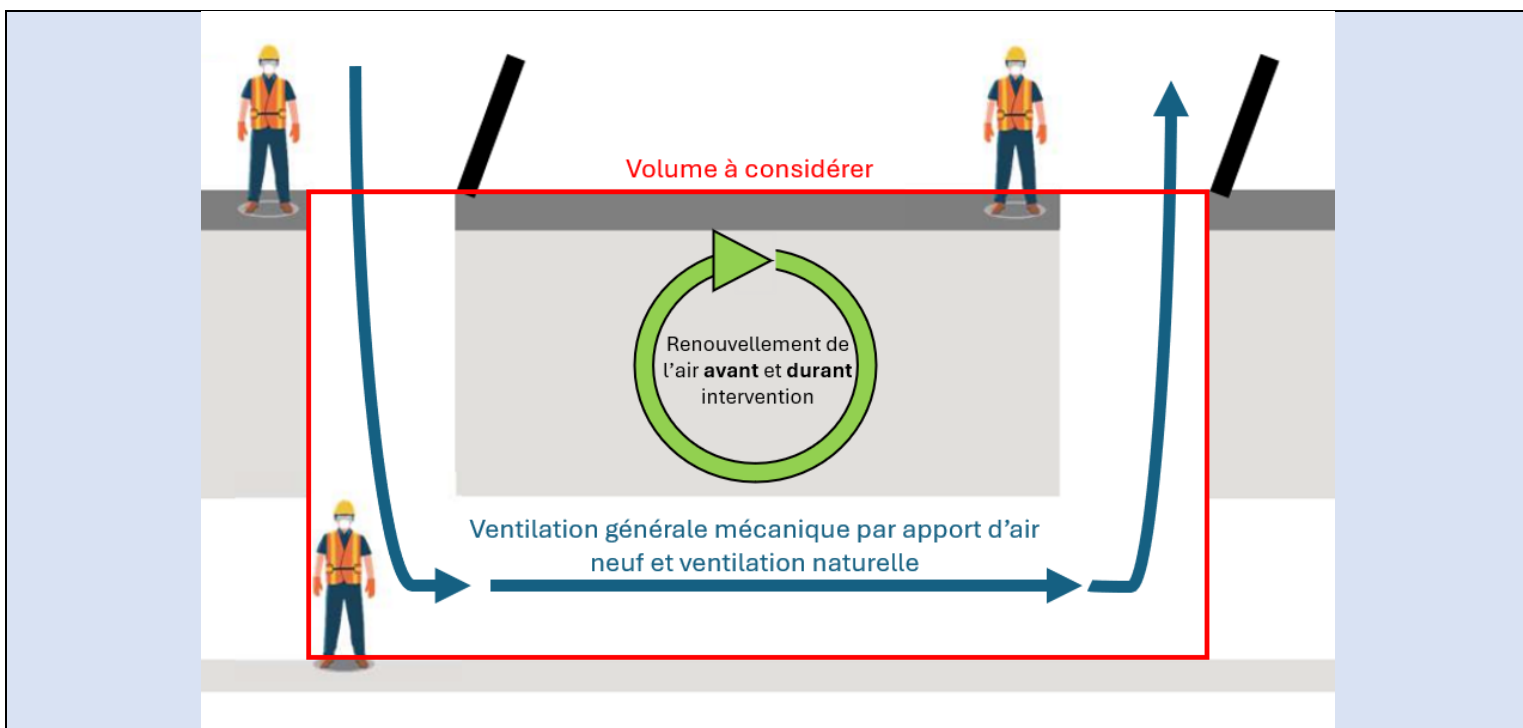 Volume à considérer
Renouvellement de
l'air avant et durant
intervention
Ventilation générale mécanique par apport d'air
neuf et ventilation naturelle